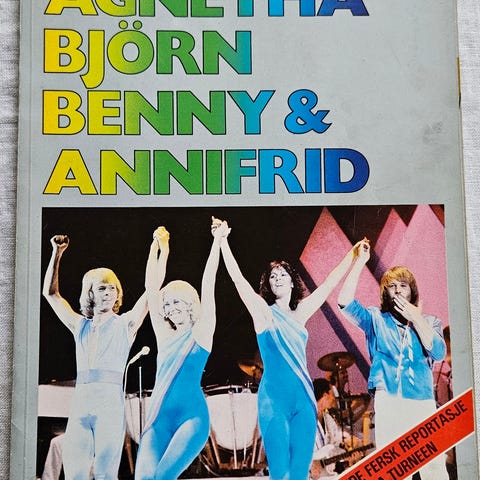 AGNETHA
BJÖRN
BENNY &
ANNIFRID
FERSK REPORTASJE
TURNEEN